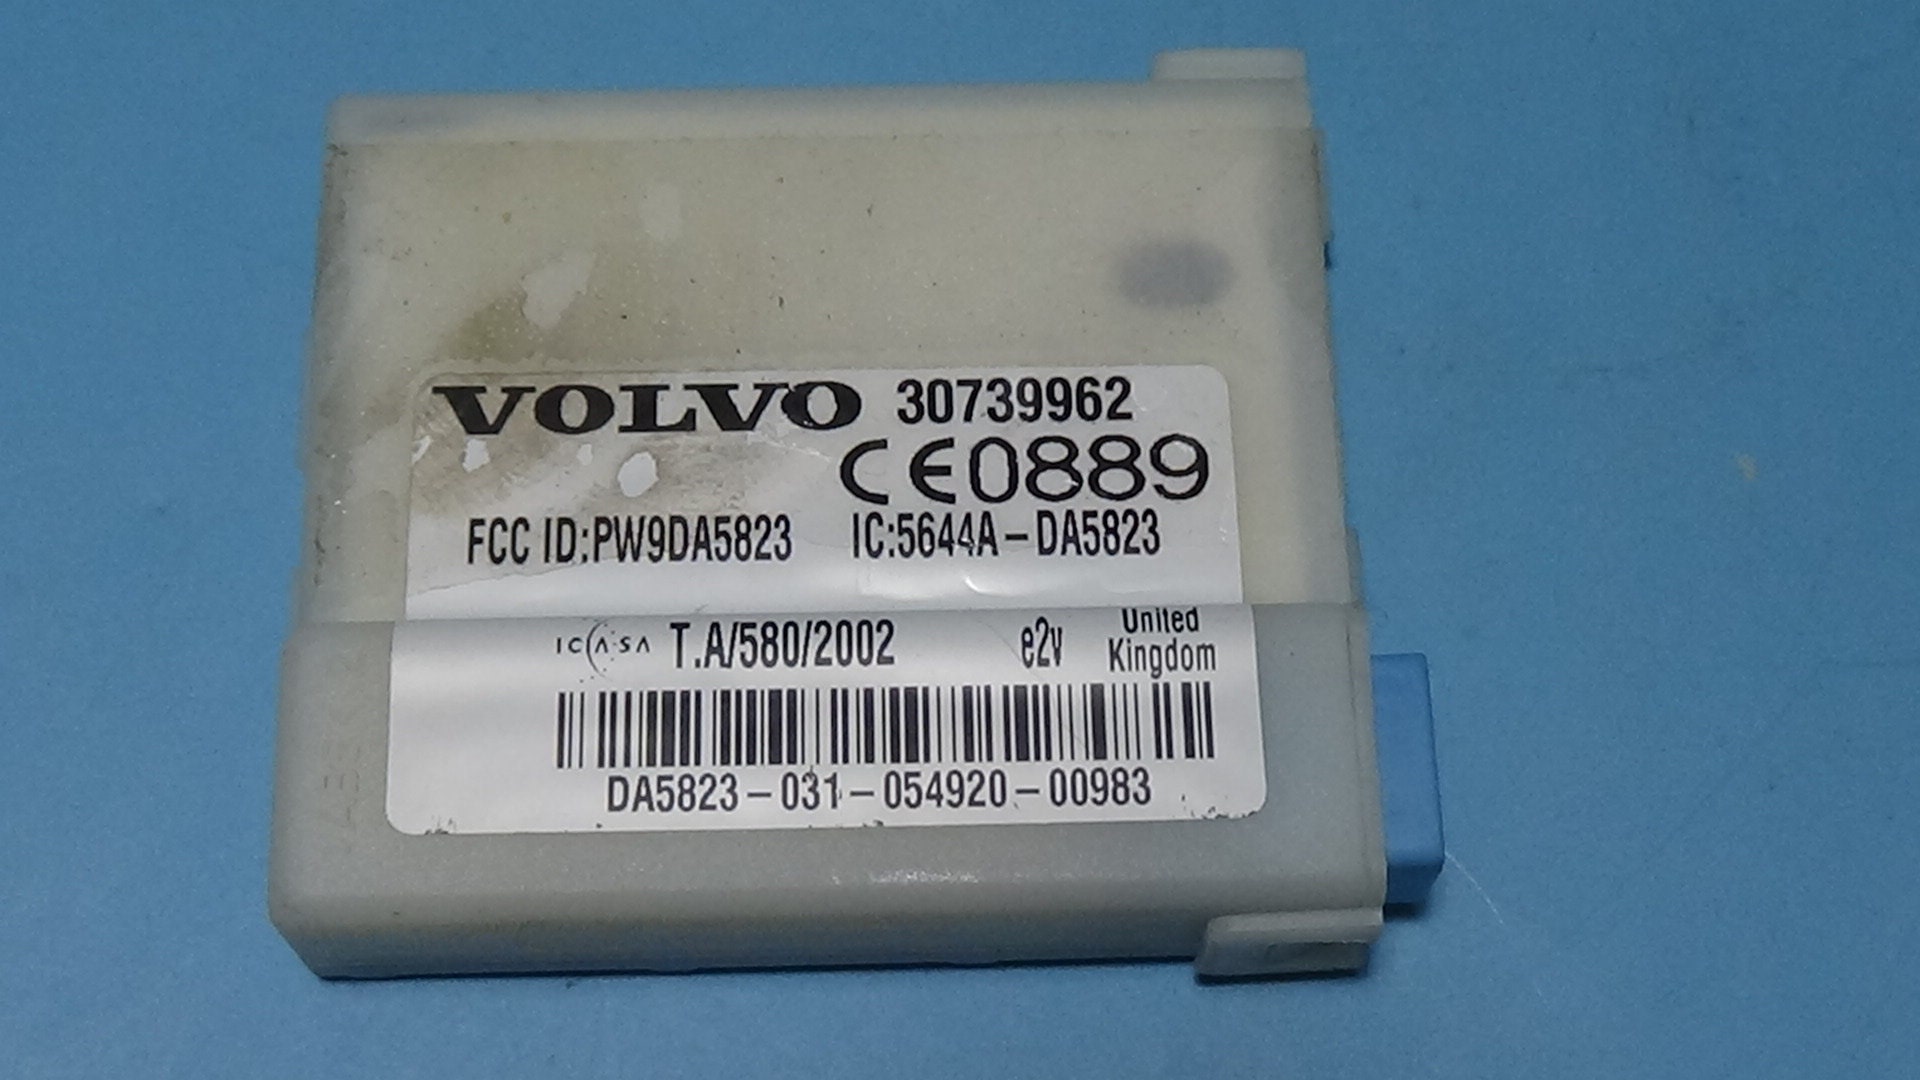 VOLVO 30739962
CE0889
FCC ID:PW9DA5823 IC:5644A-DA5823
ICASA T.A/580/2002 e2v United Kingdom
DA5823-031-054920-00983